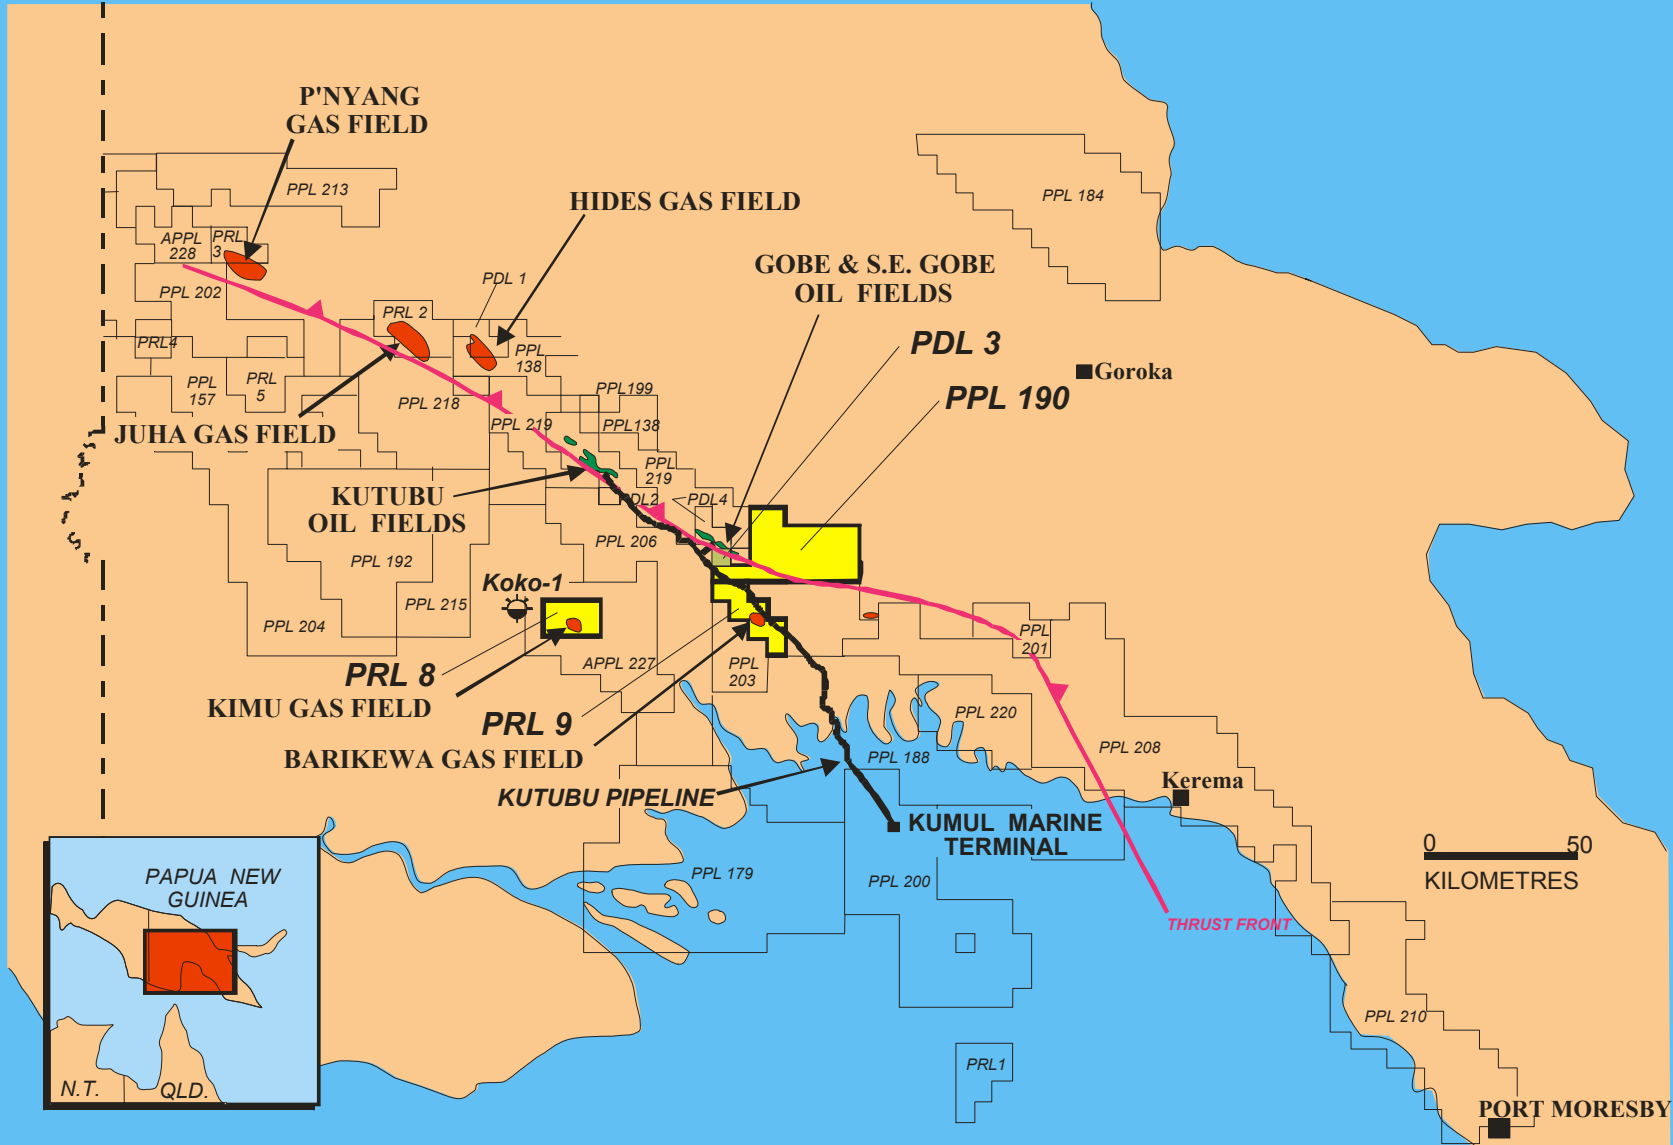 P'NYANG
GAS FIELD
PPL 213
HIDES GAS FIELD
PPL 184
APPL
228
PRL
3
GOBE & S.E. GOBE
OIL FIELDS
PDL 1
PPL 202
PRL 2
PDL 3
PRL4
PPL
138
Goroka
PPL
157
PRL
5
PPL 218
PPL199
PPL 190
PPL 219
PPL138
JUHA GAS FIELD
PPL
219
KUTUBU
OIL FIELDS
PDL2
PDL4
PPL 206
PPL 192
Koko-1
PPL 215
PPL 204
PPL
201
PRL 8
APPL 227
PPL
203
KIMU GAS FIELD
PRL 9
PPL 220
BARIKEWA GAS FIELD
PPL 188
PPL 208
Kerema
KUTUBU PIPELINE
KUMUL MARINE
TERMINAL
0 50
KILOMETRES
PPL 179
PPL 200
PAPUA NEW
GUINEA
THRUST FRONT
PPL 210
PRL1
N.T.
QLD.
PORT MORESBY